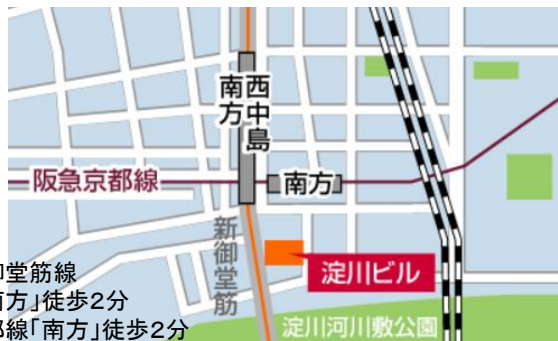 西中島
南方
阪急京都線
南方
新御堂筋
淀川ビル
御堂筋線
南方」徒歩2分
都線「南方」徒歩2分
淀川河川敷公園